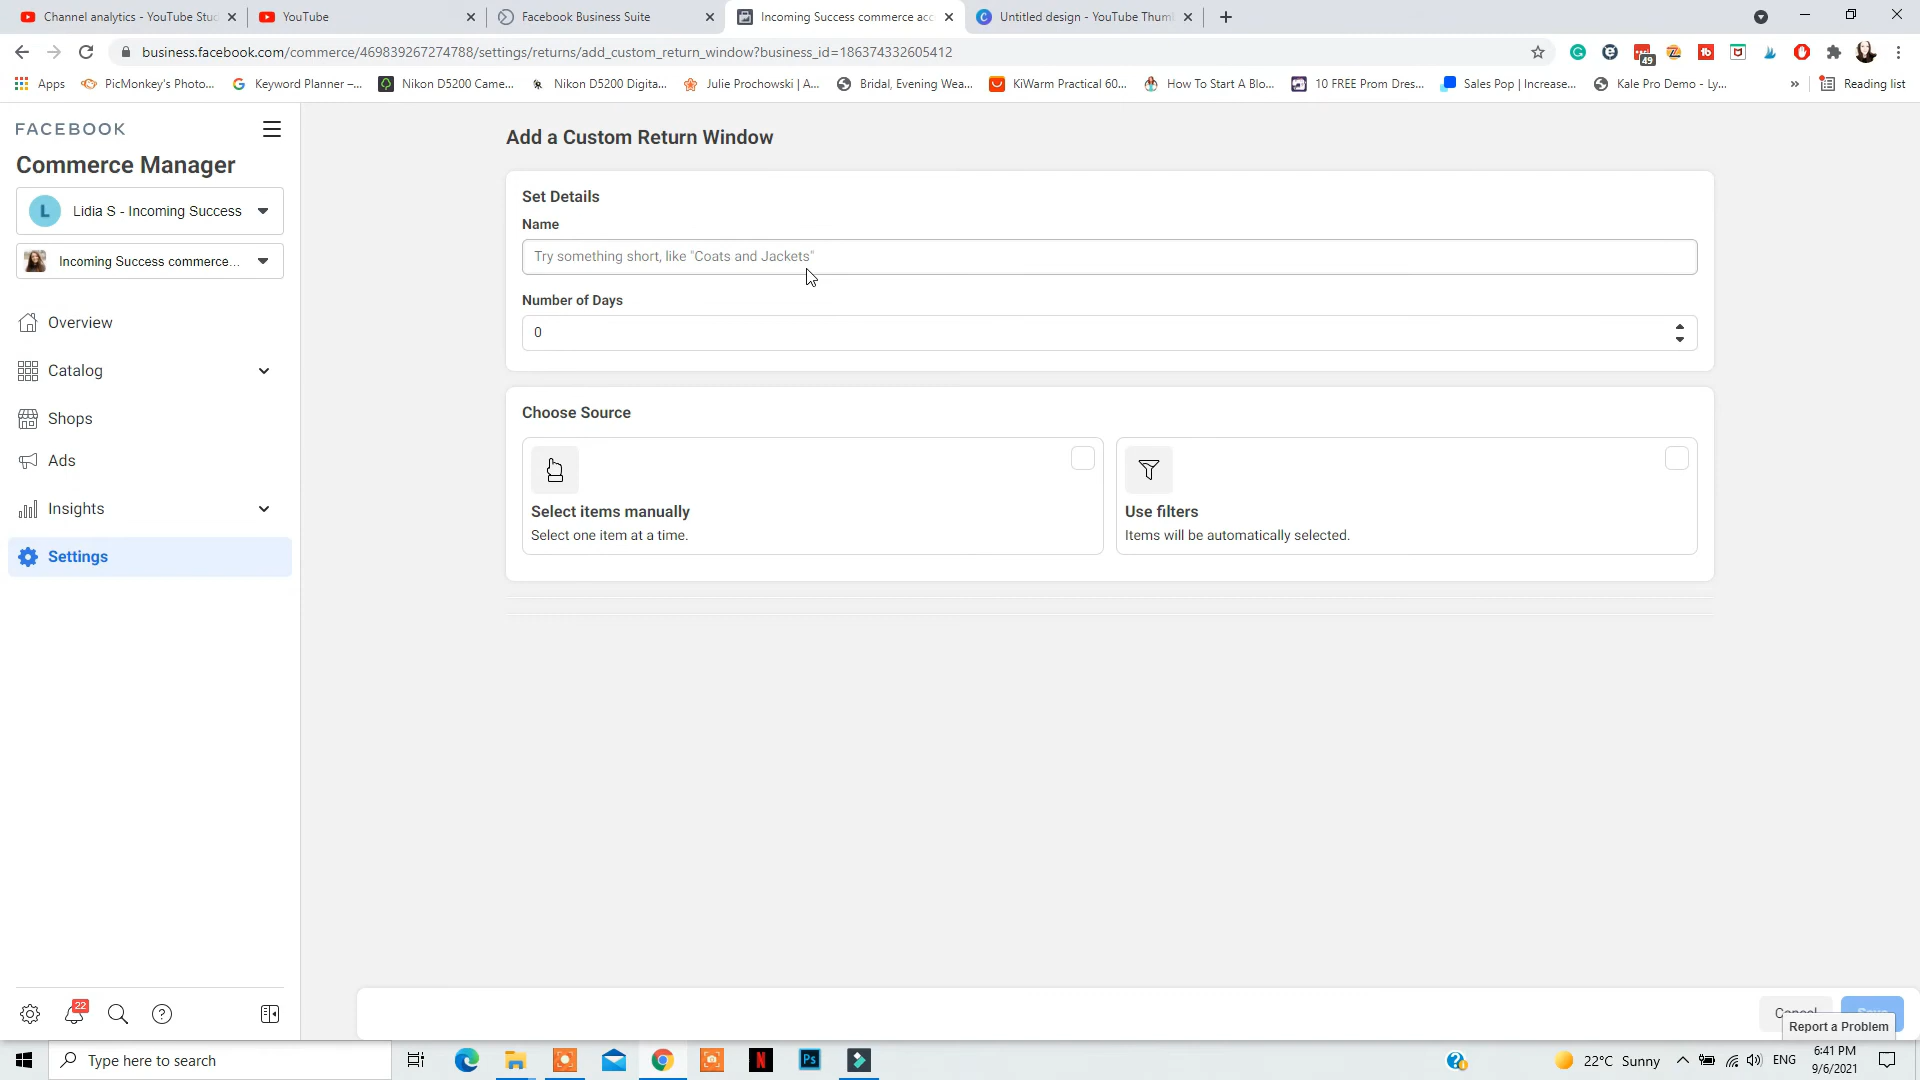 Channel analytics - YouTube Stu
YouTube
Facebook Business Suite
Incoming Success commerce acc
Untitled design - YouTube Thum
business.facebook.com/commerce/469839267274788/settings/returns/add_custom_return_window?business_id=186374332605412
49
Apps
PicMonkey's Photo...
Keyword Planner –...
Nikon D5200 Came...
Nikon D5200 Digita...
Julie Prochowski | A...
Bridal, Evening Wea...
KiWarm Practical 60...
How To Start A Blo...
10 FREE Prom Dres...
Sales Pop | Increase...
Kale Pro Demo - Ly...
»
Reading list
FACEBOOK
Commerce Manager
L
Lidia S - Incoming Success
Incoming Success commerce...
Overview
Catalog
Shops
Ads
Insights
Settings
22
Add a Custom Return Window
Set Details
Name
Try something short, like "Coats and Jackets"
Number of Days
0
Choose Source
Select items manually
Select one item at a time.
Use filters
Items will be automatically selected.
Cancel
Save
Report a Problem
Type here to search
N
Ps
22°C Sunny
ENG
6:41 PM
9/6/2021